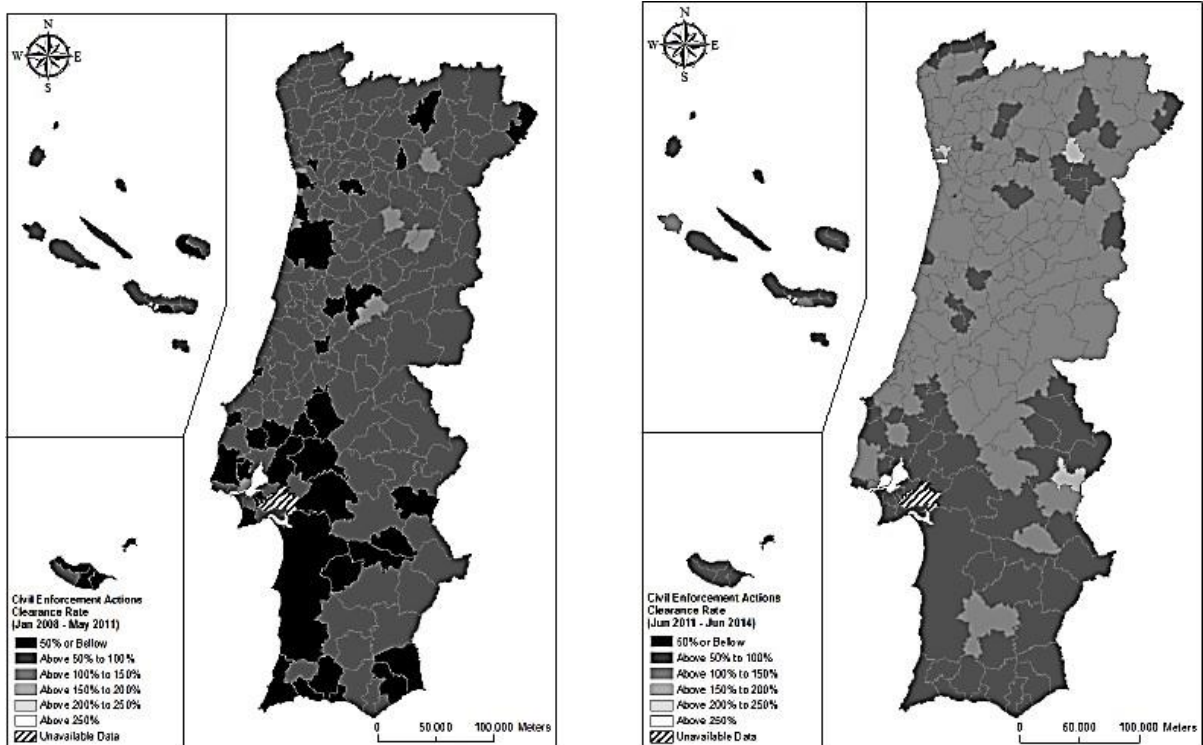 N
W E
S
Civil Enforcement Actions
Clearance Rate
(Jan 2008 - May 2011)
50% or Bellow
Above 50% to 100%
Above 100% to 150%
Above 150% to 200%
Above 200% to 250%
Above 250%
Unavailable Data
0 50.000 100.000 Meters
N
W E
S
Civil Enforcement Actions
Clearance Rate
(Jun 2011 - Jun 2014)
50% or Bellow
Above 50% to 100%
Above 100% to 150%
Above 150% to 200%
Above 200% to 250%
Above 250%
Unavailable Data
0 50.000 100.000 Meters